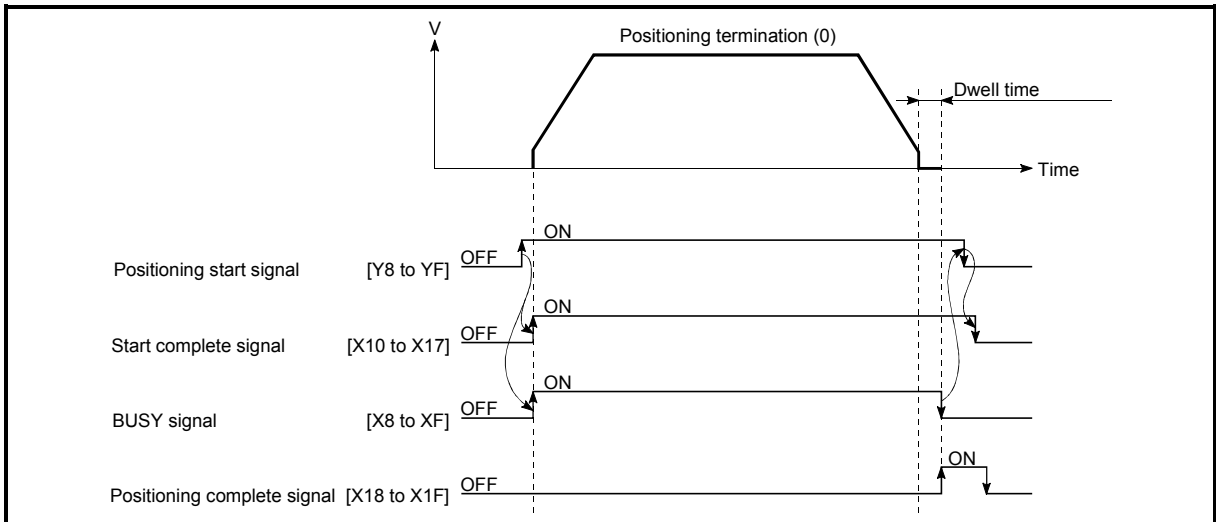 V
Positioning termination (0)
Dwell time
Time
ON
Positioning start signal [Y8 to YF] OFF
ON
Start complete signal [X10 to X17] OFF
ON
BUSY signal [X8 to XF] OFF
ON
Positioning complete signal [X18 to X1F] OFF